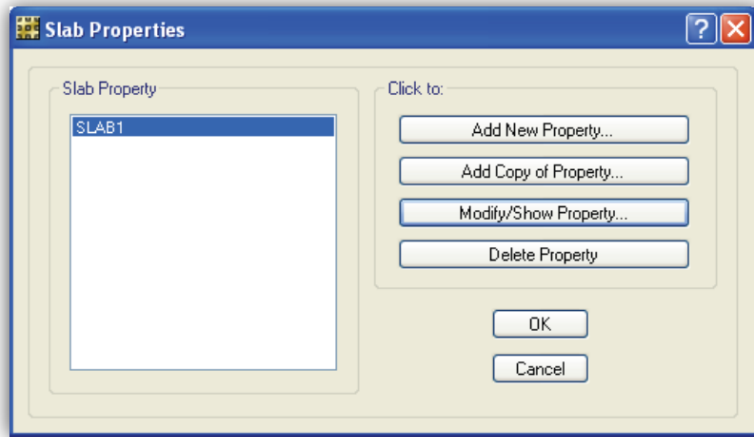 Slab Properties
Slab Property
SLAB1
Click to:
Add New Property...
Add Copy of Property...
Modify/Show Property...
Delete Property
OK
Cancel